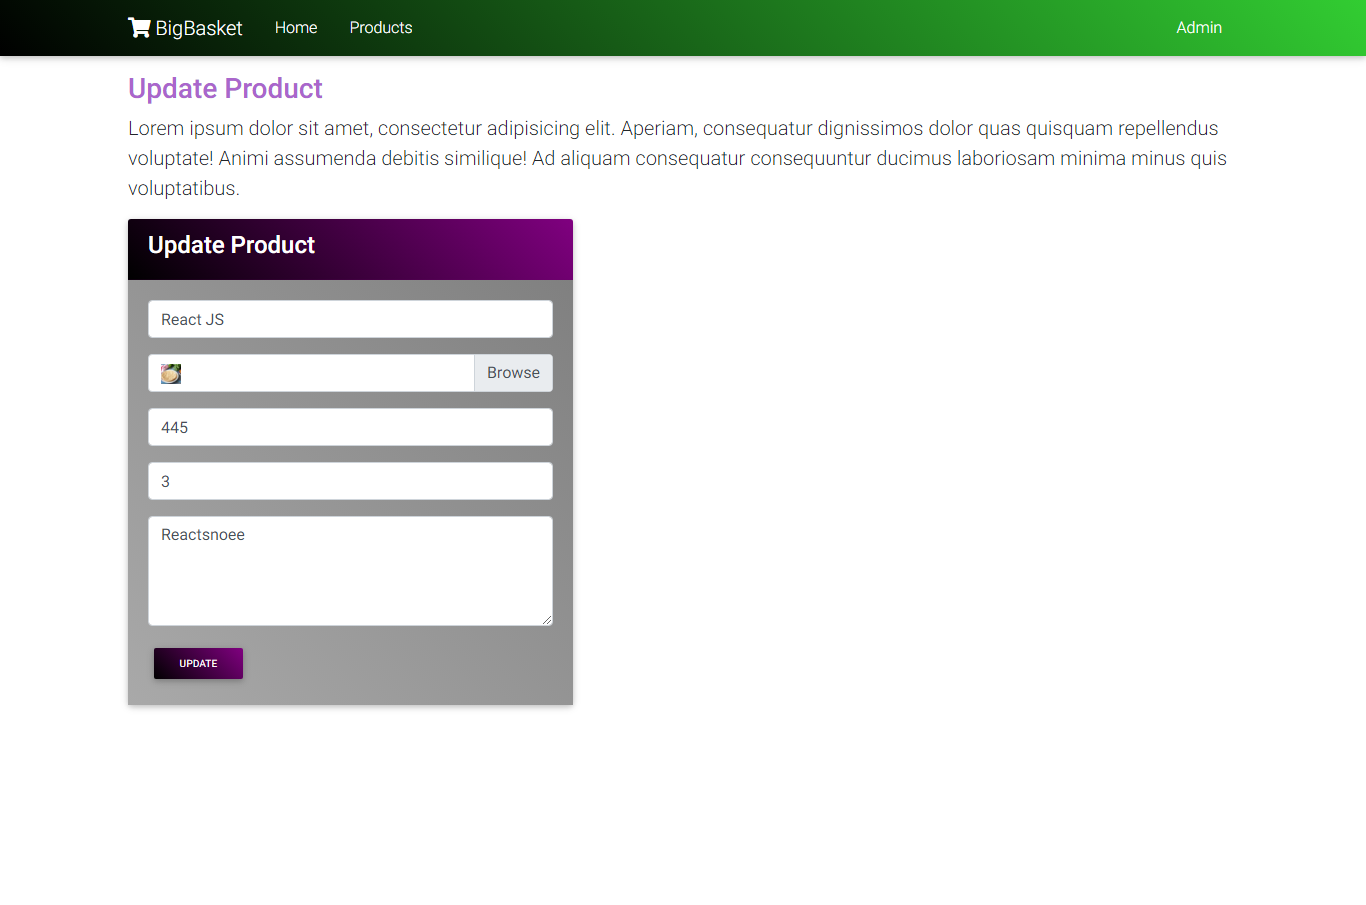 BigBasket Home Products Admin
Update Product
Lorem ipsum dolor sit amet, consectetur adipisicing elit. Aperiam, consequatur dignissimos dolor quas quisquam repellendus
voluptate! Animi assumenda debitis similique! Ad aliquam consequatur consequuntur ducimus laboriosam minima minus quis
voluptatibus.
Update Product
React JS
Browse
445
3
Reactsnoee
UPDATE